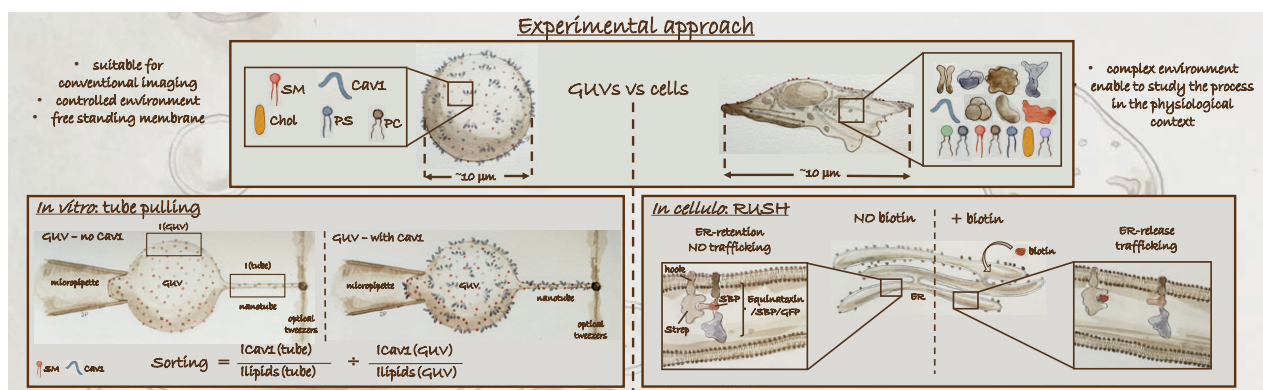 Experimental approach
• suitable for
conventional imaging
• controlled environment
• free standing membrane
SM
Cav1
Chol
PS
PC
~10 µm
GUVs vs cells
~10 µm
• complex environment
enable to study the process
in the physiological
context
In vitro: tube pulling
GUV – no Cav1
I(GUV)
I(tube)
micropipette
GUV
nanotube
optical
tweezers
GUV – with Cav1
micropipette
GUV
nanotube
optical
tweezers
SM
Cav1
Sorting = ICav1(tube) ÷ ICav1(GUV)
Ilipids(tube) Ilipids(GUV)
In cellulo: RUSH
NO biotin
+ biotin
ER-retention
NO trafficking
biotin
ER-release
trafficking
hook
SBP
Equinatoxin
/SBP/GFP
Strep
ER